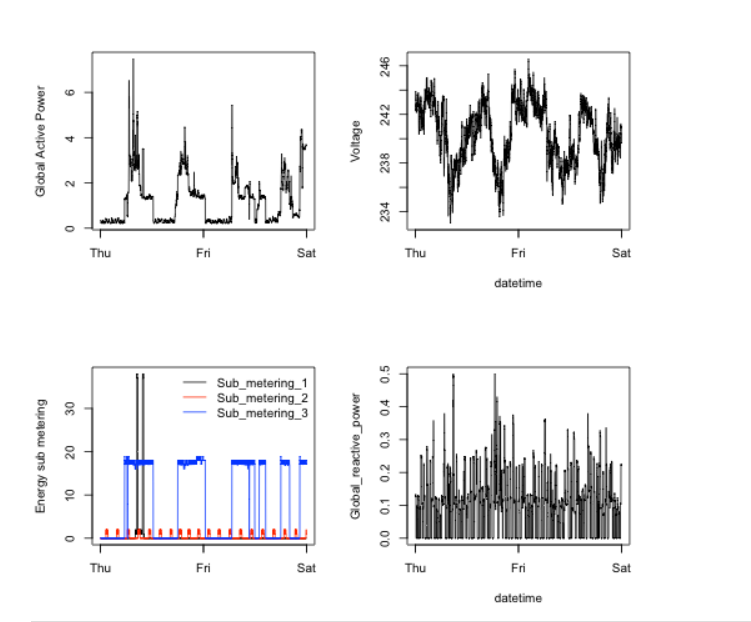 Global Active Power
6
4
2
0
Thu Fri Sat
Voltage
246
242
238
234
Thu Fri Sat
datetime
Energy sub metering
30
20
10
0
Sub_metering_1
Sub_metering_2
Sub_metering_3
Thu Fri Sat
Global_reactive_power
0.5
0.4
0.3
0.2
0.1
0.0
Thu Fri Sat
datetime